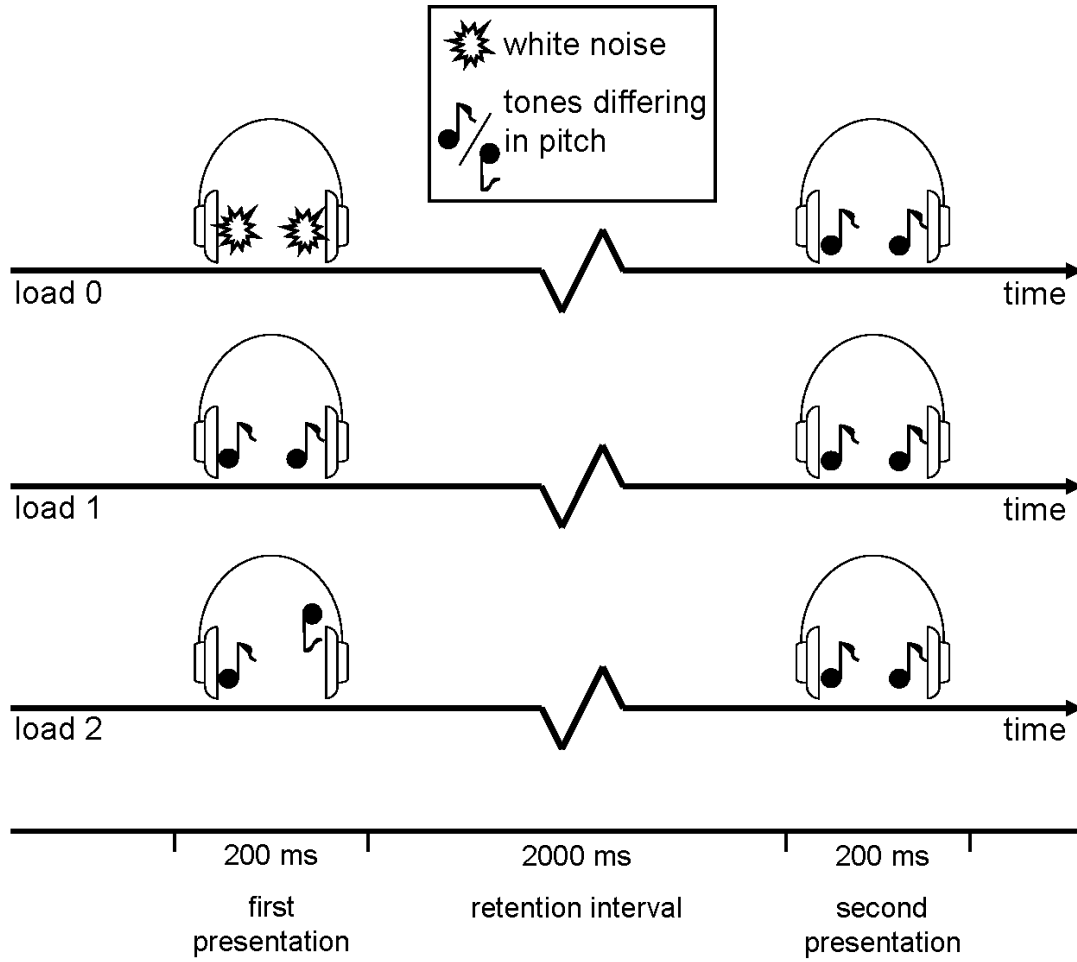 white noise
tones differing
in pitch
load 0
time
load 1
time
load 2
time
200 ms
2000 ms
200 ms
first
presentation
retention interval
second
presentation